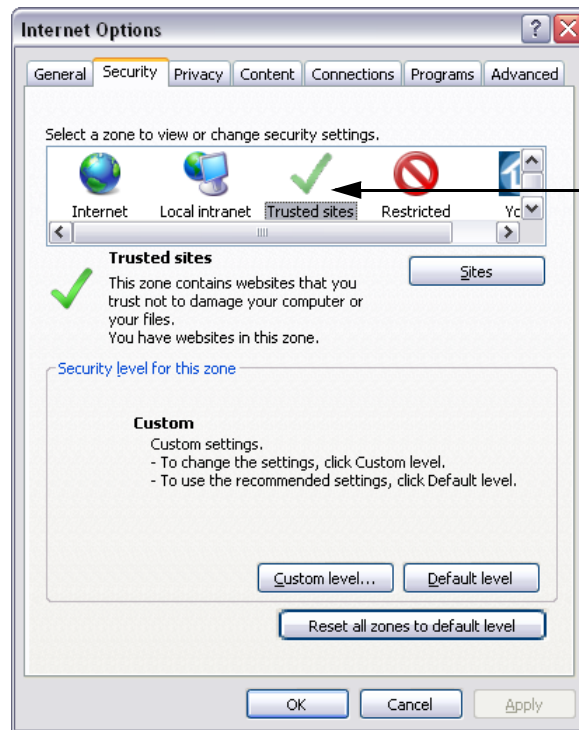 Internet Options
General Security Privacy Content Connections Programs Advanced
Select a zone to view or change security settings.
Internet Local intranet Trusted sites Restricted
Trusted sites
Sites
This zone contains websites that you
trust not to damage your computer or
your files.
You have websites in this zone.
Security level for this zone
Custom
Custom settings.
- To change the settings, click Custom level.
- To use the recommended settings, click Default level.
Custom level... Default level
Reset all zones to default level
OK Cancel Apply